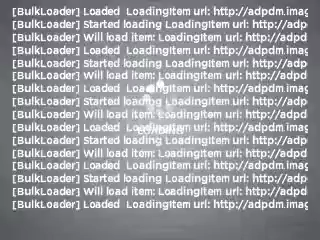 [BulkLoader] Loaded LoadingItem url: http://adpdm.imag
[BulkLoader] Started loading LoadingItem url: http://adp
[BulkLoader] Will load item: LoadingItem url: http://adpd
[BulkLoader] Loaded LoadingItem url: http://adpdm.imag
[BulkLoader] Started loading LoadingItem url: http://adp
[BulkLoader] Will load item: LoadingItem url: http://adpd
[BulkLoader] Loaded LoadingItem url: http://adpdm.imag
[BulkLoader] Started loading LoadingItem url: http://adp
[BulkLoader] Will load item: LoadingItem url: http://adpd
[BulkLoader] Loaded LoadingItem url: http://adpdm.imag
LOADING
[BulkLoader] Started loading LoadingItem url: http://adp
[BulkLoader] Will load item: LoadingItem url: http://adpd
[BulkLoader] Loaded LoadingItem url: http://adpdm.imag
[BulkLoader] Started loading LoadingItem url: http://adp
[BulkLoader] Will load item: LoadingItem url: http://adpd
[BulkLoader] Loaded LoadingItem url: http://adpdm.imag